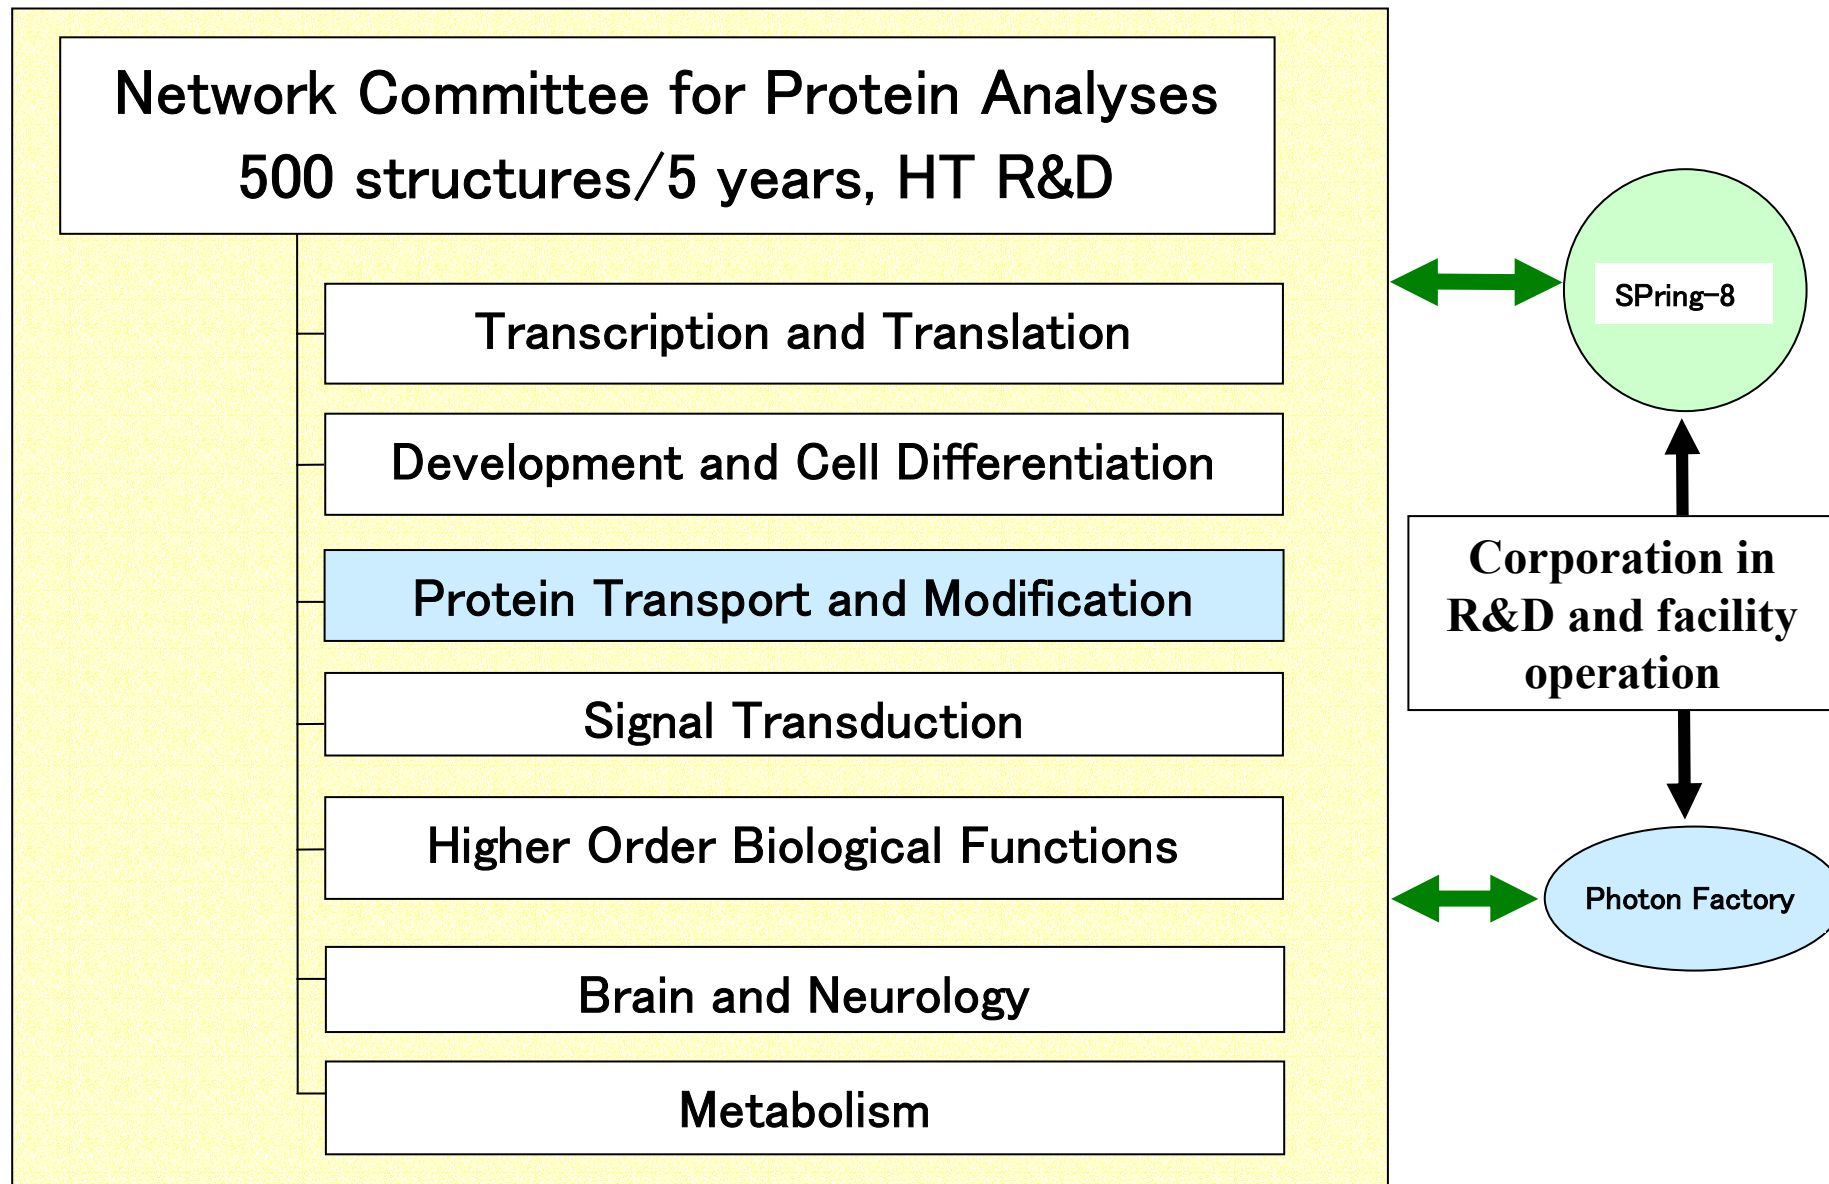 Network Committee for Protein Analyses
500 structures/5 years, HT R&D
Transcription and Translation
Development and Cell Differentiation
Protein Transport and Modification
Signal Transduction
Higher Order Biological Functions
Brain and Neurology
Metabolism
SPring-8
Corporation in
R&D and facility
operation
Photon Factory